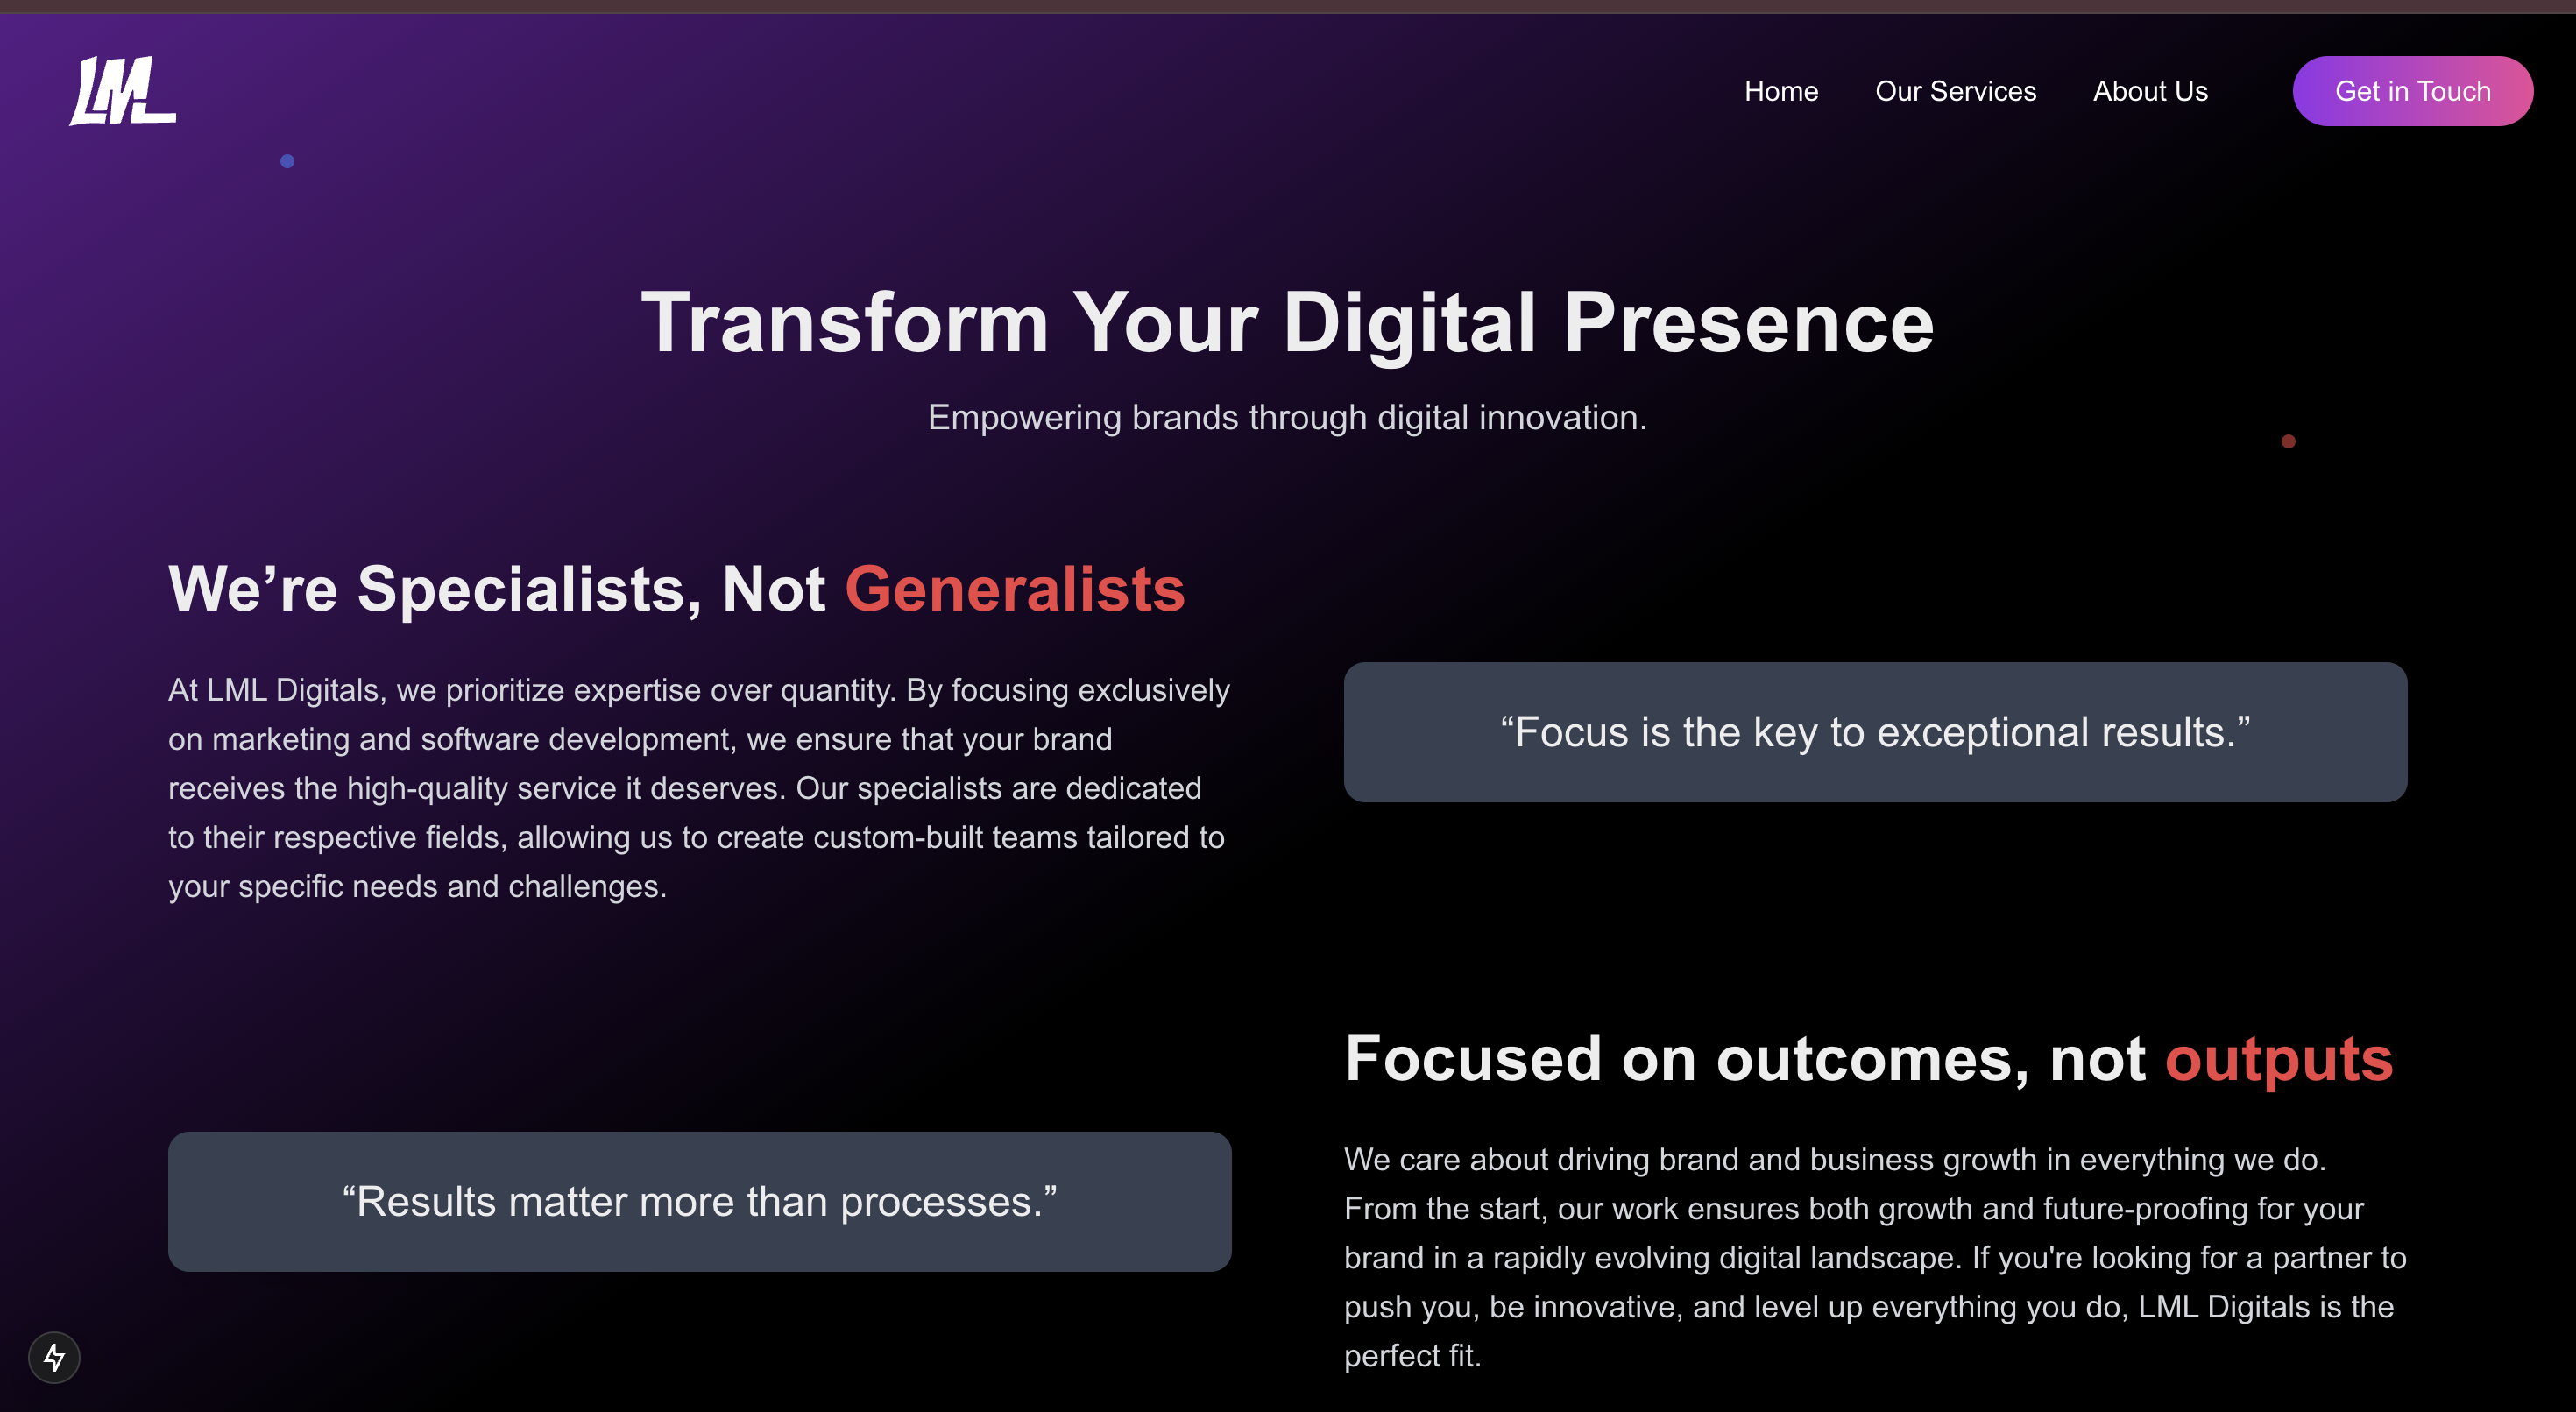 LML
Home
Our Services
About Us
Get in Touch
Transform Your Digital Presence
Empowering brands through digital innovation.
We’re Specialists, Not Generalists
At LML Digitals, we prioritize expertise over quantity. By focusing exclusively
on marketing and software development, we ensure that your brand
receives the high-quality service it deserves. Our specialists are dedicated
to their respective fields, allowing us to create custom-built teams tailored to
your specific needs and challenges.
“Focus is the key to exceptional results.”
“Results matter more than processes.”
Focused on outcomes, not outputs
We care about driving brand and business growth in everything we do.
From the start, our work ensures both growth and future-proofing for your
brand in a rapidly evolving digital landscape. If you're looking for a partner to
push you, be innovative, and level up everything you do, LML Digitals is the
perfect fit.